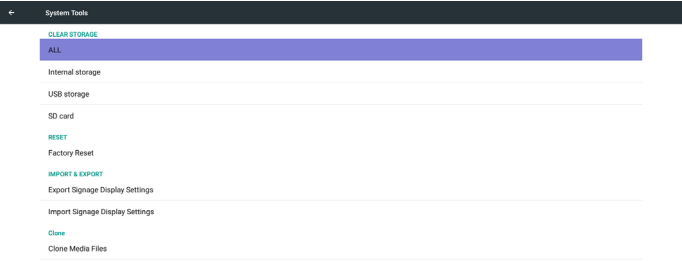 System Tools
CLEAR STORAGE
ALL
Internal storage
USB storage
SD card
RESET
Factory Reset
IMPORT & EXPORT
Export Signage Display Settings
Import Signage Display Settings
Clone
Clone Media Files